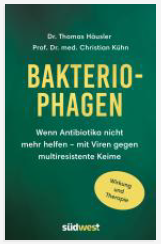 Dr. Thomas Häusler
Prof. Dr. med. Christian Kühn
BAKTERIO-
PHAGEN
Wenn Antibiotika nicht
mehr helfen – mit Viren gegen
multiresistente Keime
Wirkung
und
Therapie
südwest